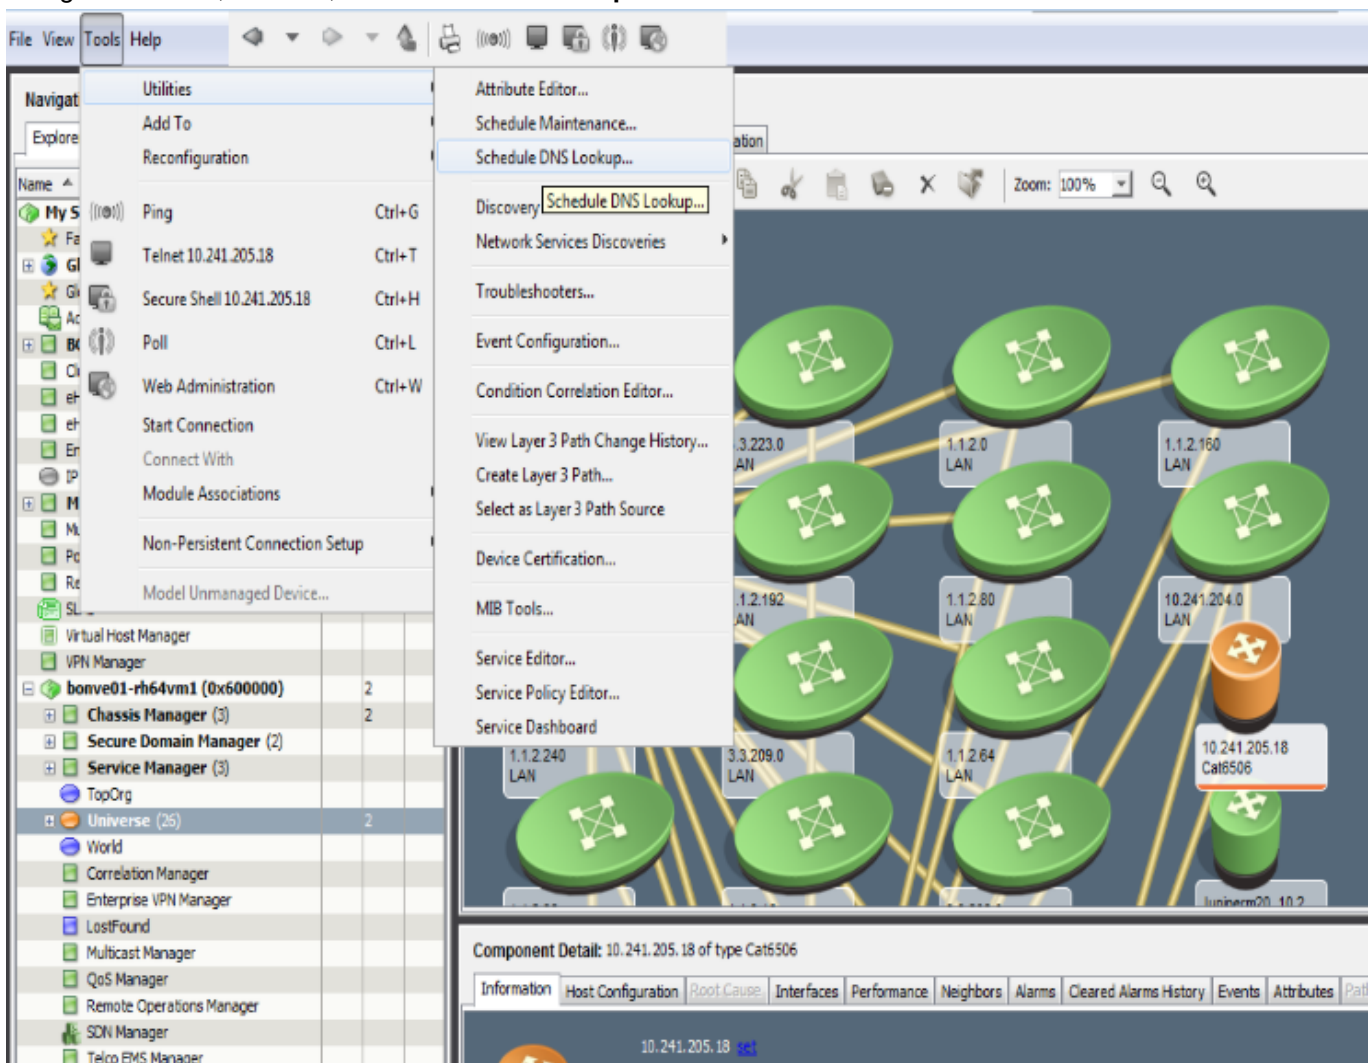 File View Tools Help
Utilities
Add To
Reconfiguration
Ping Ctrl+G
Telnet 10.241.205.18 Ctrl+T
Secure Shell 10.241.205.18 Ctrl+H
Poll Ctrl+L
Web Administration Ctrl+W
Start Connection
Connect With
Module Associations
Non-Persistent Connection Setup
Model Unmanaged Device...
Attribute Editor...
Schedule Maintenance...
Schedule DNS Lookup...
Schedule DNS Lookup...
Discovery
Network Services Discoveries
Troubleshooters...
Event Configuration...
Condition Correlation Editor...
View Layer 3 Path Change History...
Create Layer 3 Path...
Select as Layer 3 Path Source
Device Certification...
MIB Tools...
Service Editor...
Service Policy Editor...
Service Dashboard
Navigat
Explore
Name
My S
Virtual Host Manager
VPN Manager
bonve01-rh64vm1 (0x600000) 2
Chassis Manager (3) 2
Secure Domain Manager (2)
Service Manager (3)
TopOrg
Universe (26) 2
World
Correlation Manager
Enterprise VPN Manager
LostFound
Multicast Manager
QoS Manager
Remote Operations Manager
SDN Manager
Telco EMS Manager
ation
Zoom: 100%
.3.223.0
LAN
1.1.2.0
LAN
1.1.2.160
LAN
.1.2.192
LAN
1.1.2.80
LAN
10.241.204.0
LAN
1.1.2.240
LAN
3.3.209.0
LAN
1.1.2.64
LAN
10.241.205.18
Cat6506
Component Detail: 10.241.205.18 of type Cat6506
Information Host Configuration Root Cause Interfaces Performance Neighbors Alarms Cleared Alarms History Events Attributes Pat
10.241.205.18 set